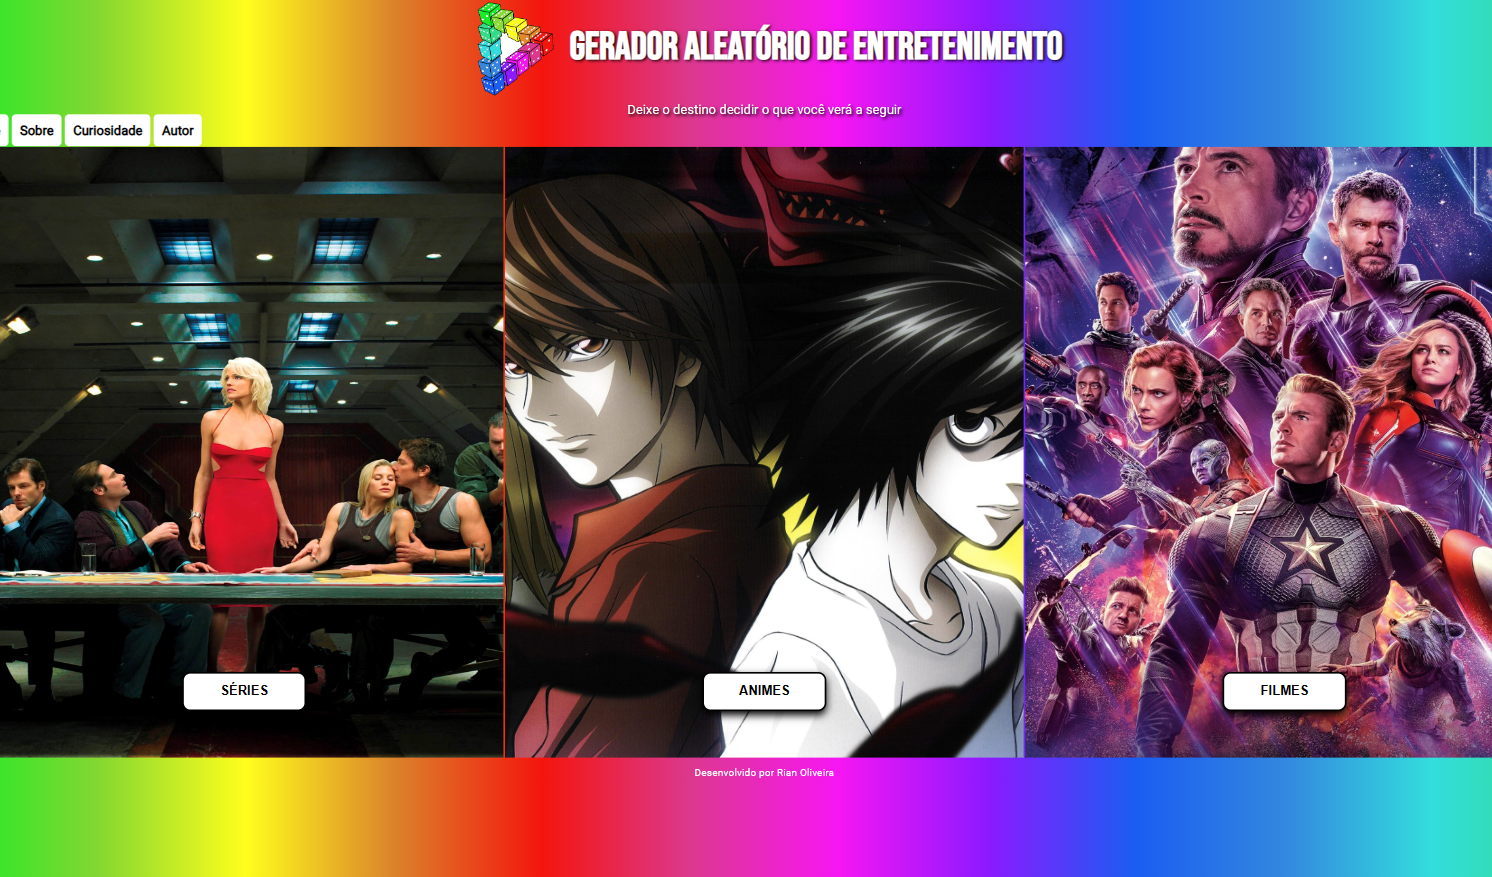 GERADOR ALEATÓRIO DE ENTRETENIMENTO
Deixe o destino decidir o que você verá a seguir
Sobre Curiosidade Autor
SÉRIES ANIMES FILMES
Desenvolvido por Rian Oliveira